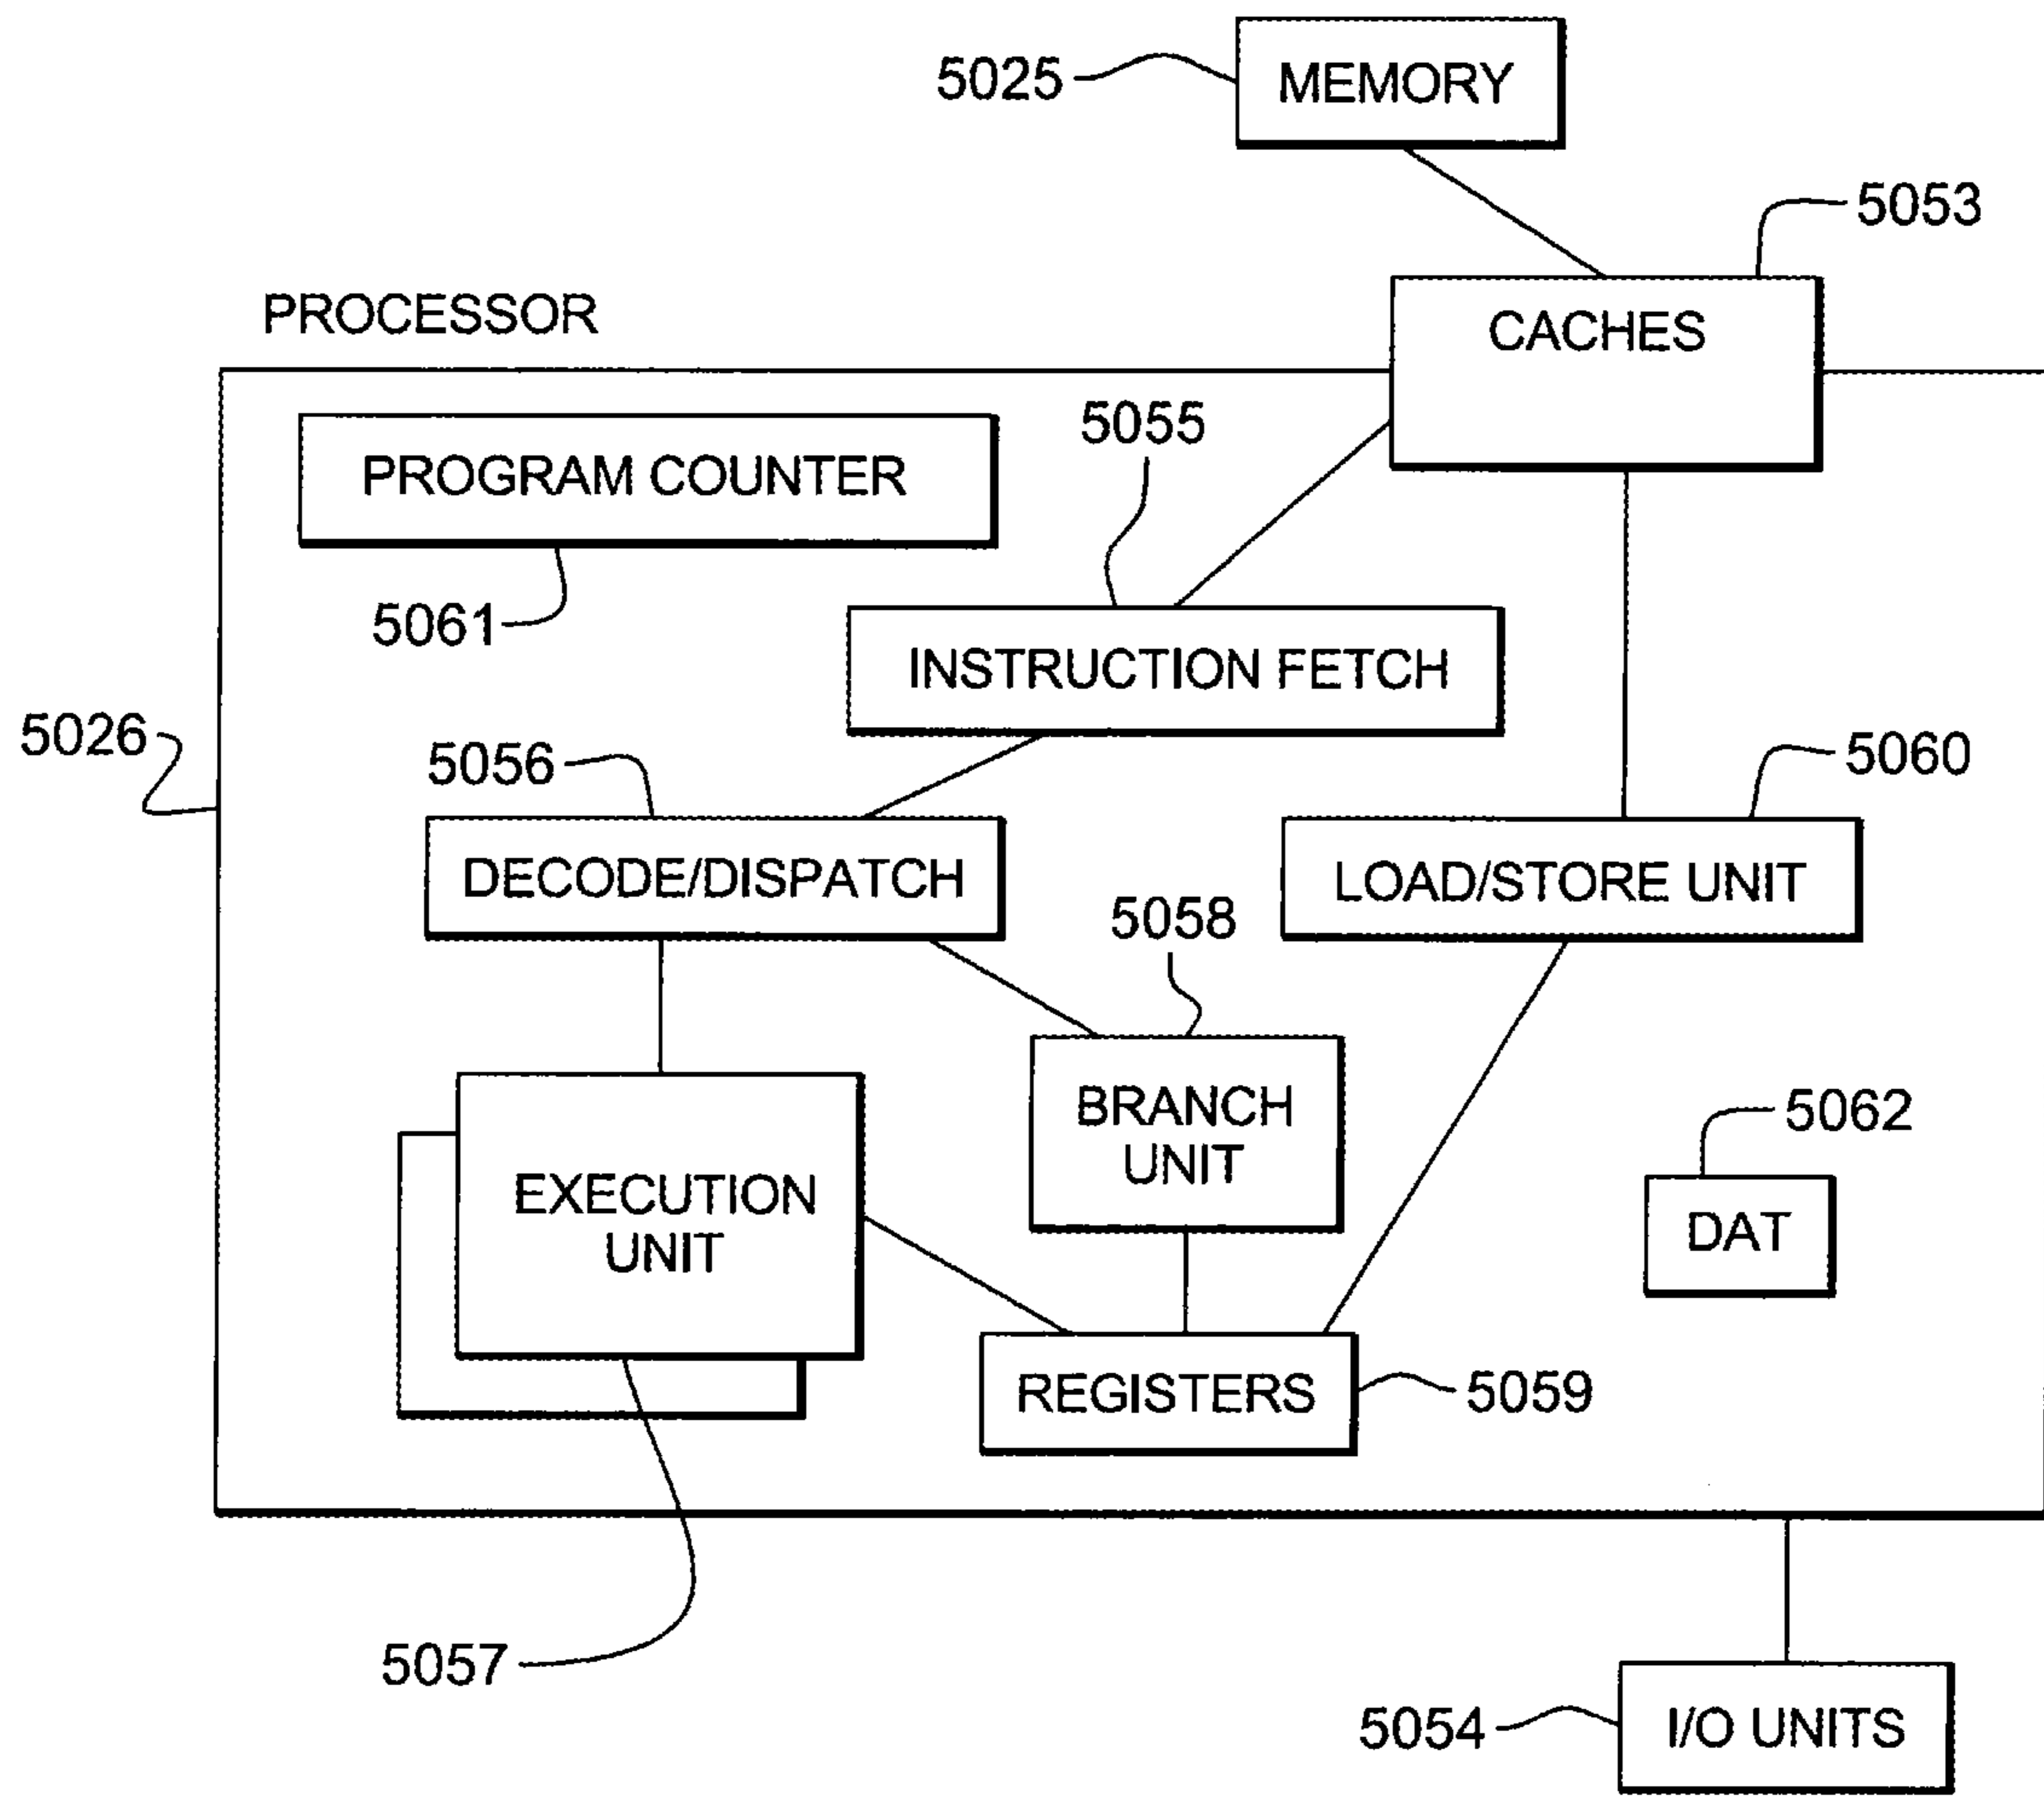 5025
MEMORY
5053
PROCESSOR
CACHES
5055
PROGRAM COUNTER
5061
INSTRUCTION FETCH
5026
5056
5060
DECODE/DISPATCH
LOAD/STORE UNIT
5058
BRANCH
UNIT
5062
EXECUTION
UNIT
DAT
REGISTERS
5059
5057
5054
I/O UNITS